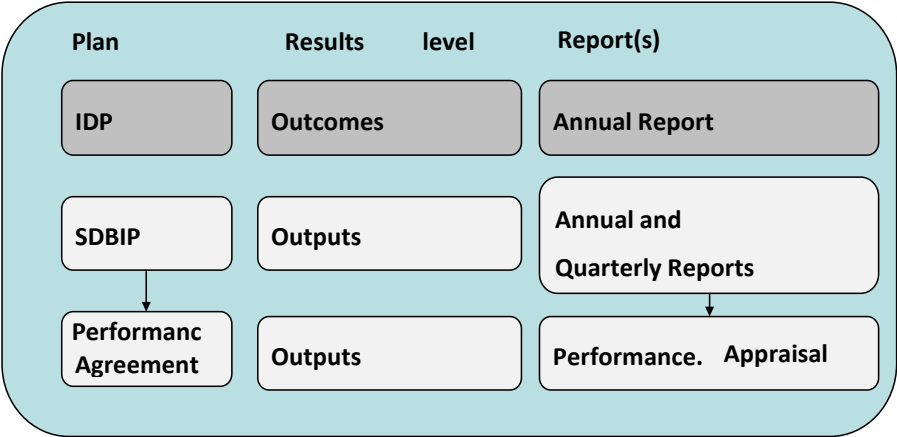 Plan Results level Report(s)
IDP Outcomes Annual Report
SDBIP Outputs Annual and
Quarterly Reports
Performanc
Agreement Outputs Performance. Appraisal